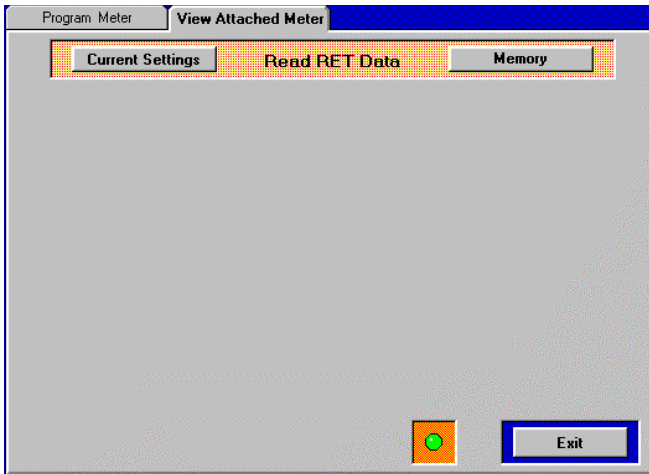 Program Meter View Attached Meter
Current Settings Read RET Data Memory
Exit